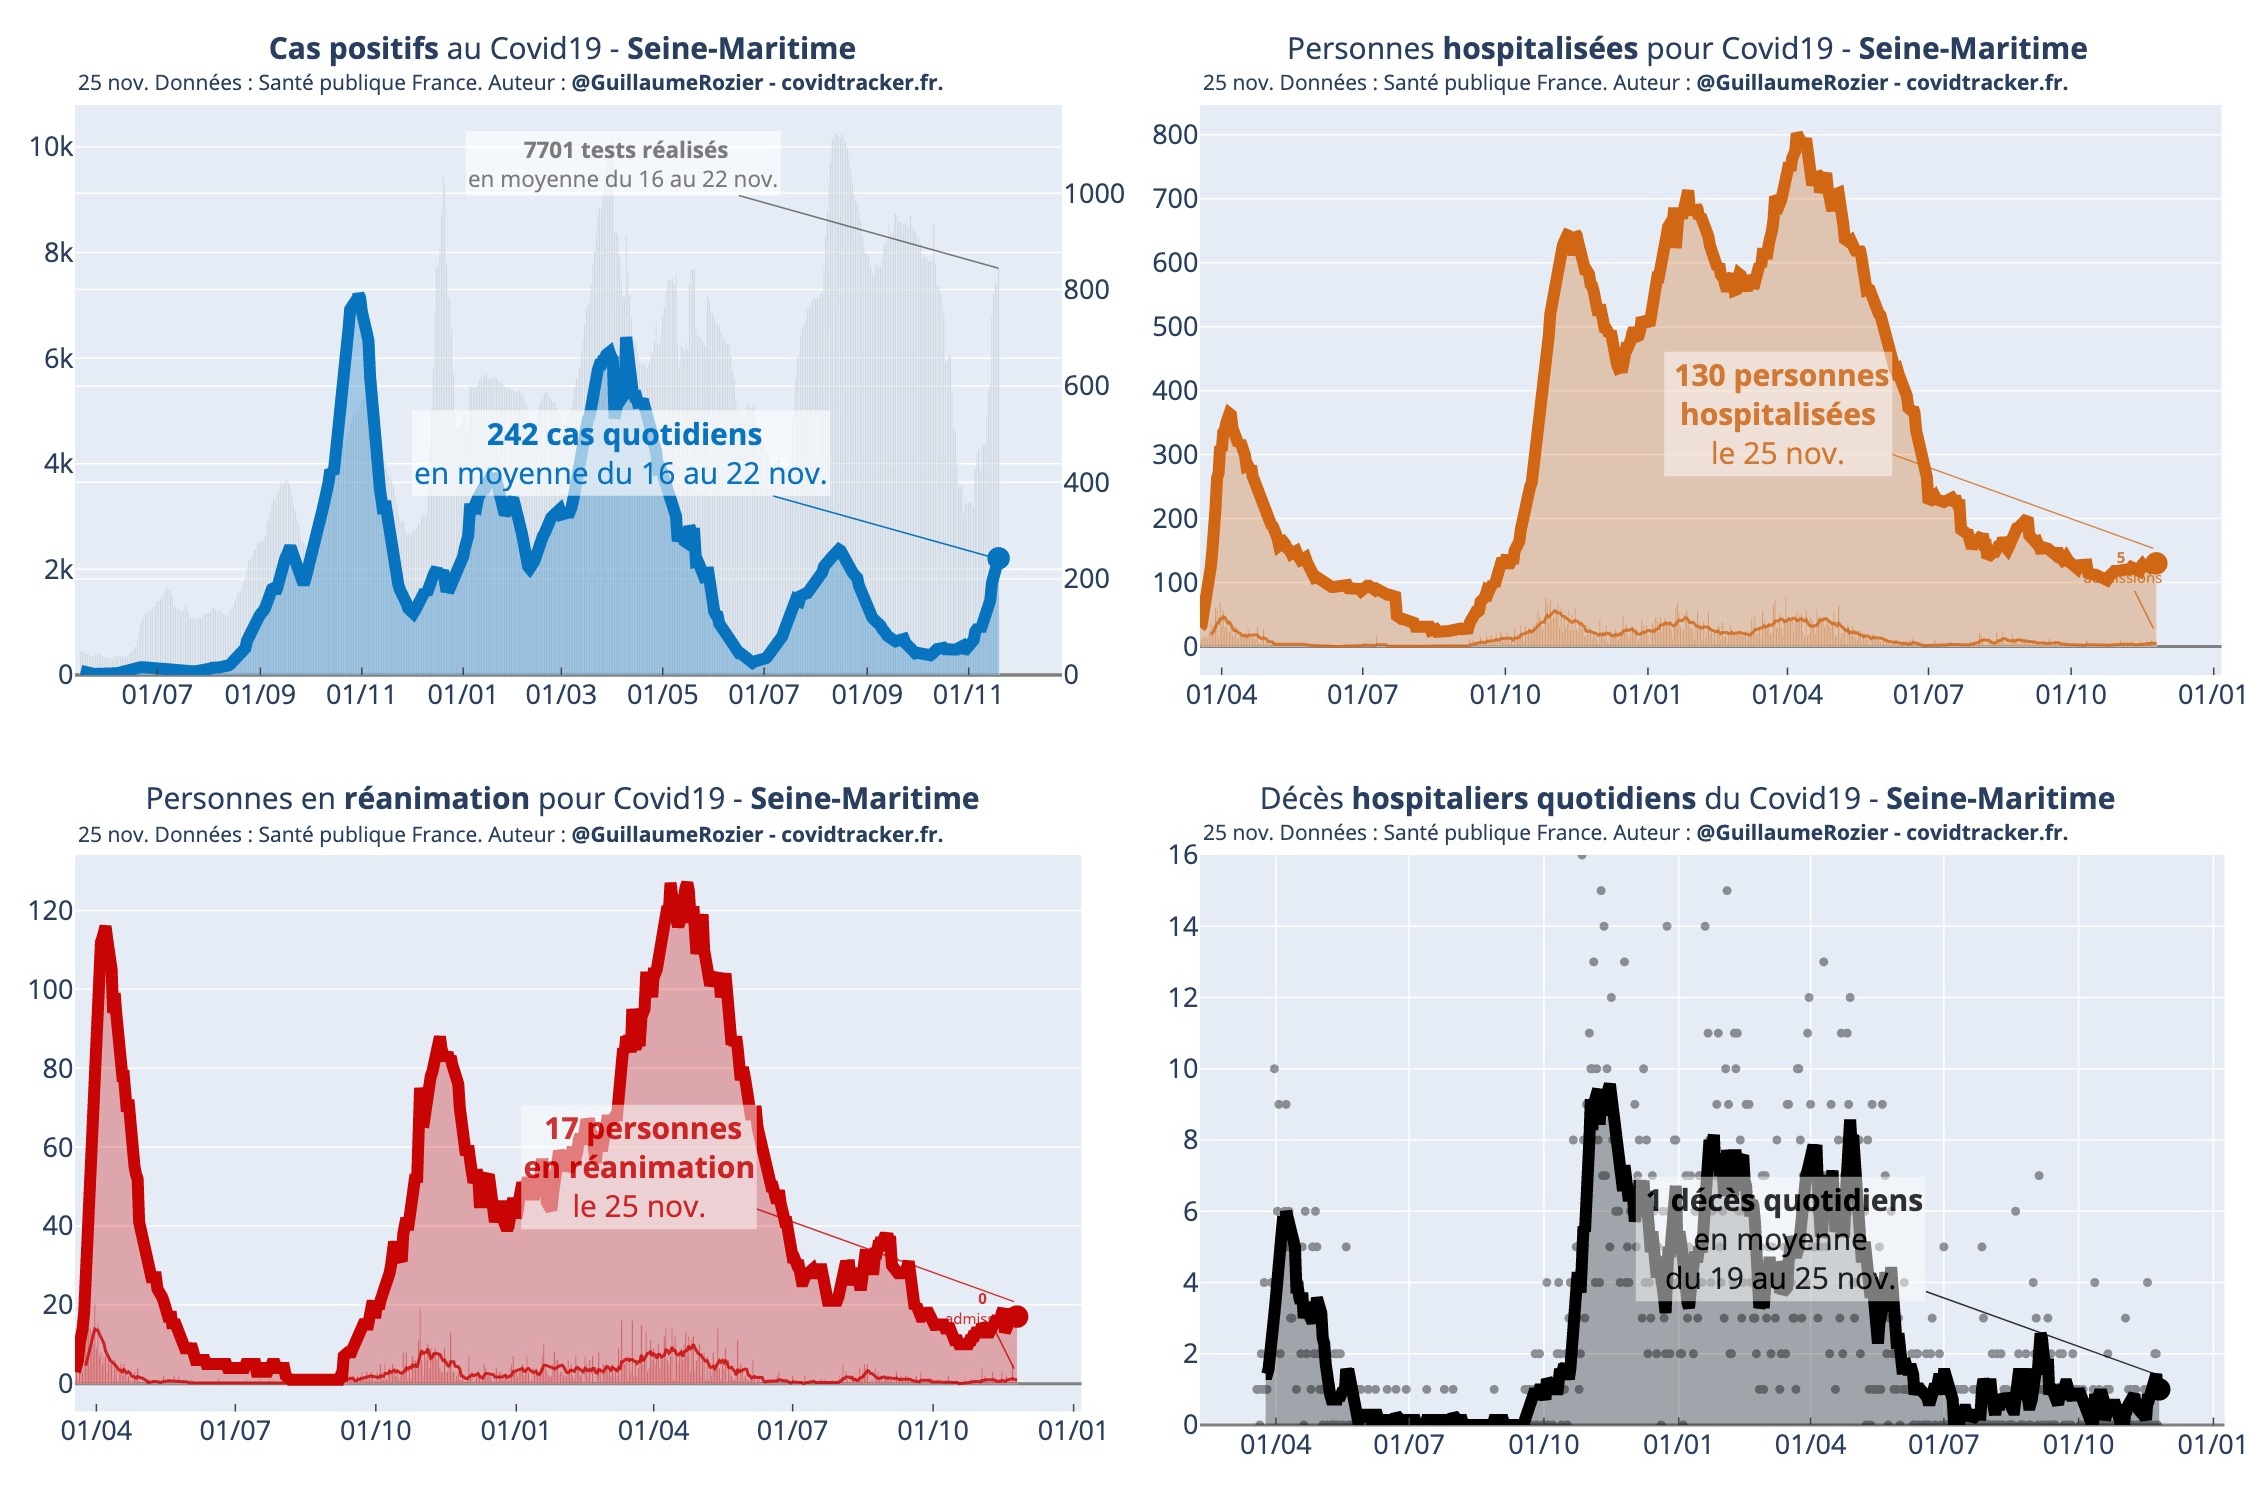 Cas positifs au Covid19 - Seine-Maritime
25 nov. Données : Santé publique France. Auteur : @GuillaumeRozier - covidtracker.fr.
10k
8k
6k
4k
2k
0
1000
800
600
400
200
0
7701 tests réalisés
en moyenne du 16 au 22 nov.
242 cas quotidiens
en moyenne du 16 au 22 nov.
01/07 01/09 01/11 01/01 01/03 01/05 01/07 01/09 01/11
Personnes hospitalisées pour Covid19 - Seine-Maritime
25 nov. Données : Santé publique France. Auteur : @GuillaumeRozier - covidtracker.fr.
800
700
600
500
400
300
200
100
0
130 personnes
hospitalisées
le 25 nov.
5
admissions
01/04 01/07 01/10 01/01 01/04 01/07 01/10 01/01
Personnes en réanimation pour Covid19 - Seine-Maritime
25 nov. Données : Santé publique France. Auteur : @GuillaumeRozier - covidtracker.fr.
120
100
80
60
40
20
0
17 personnes
en réanimation
le 25 nov.
0
01/04 01/07 01/10 01/01 01/04 01/07 01/10 01/01
Décès hospitaliers quotidiens du Covid19 - Seine-Maritime
25 nov. Données : Santé publique France. Auteur : @GuillaumeRozier - covidtracker.fr.
16
14
12
10
8
6
4
2
0
1 décès quotidiens
en moyenne
du 19 au 25 nov.
01/04 01/07 01/10 01/01 01/04 01/07 01/10 01/01